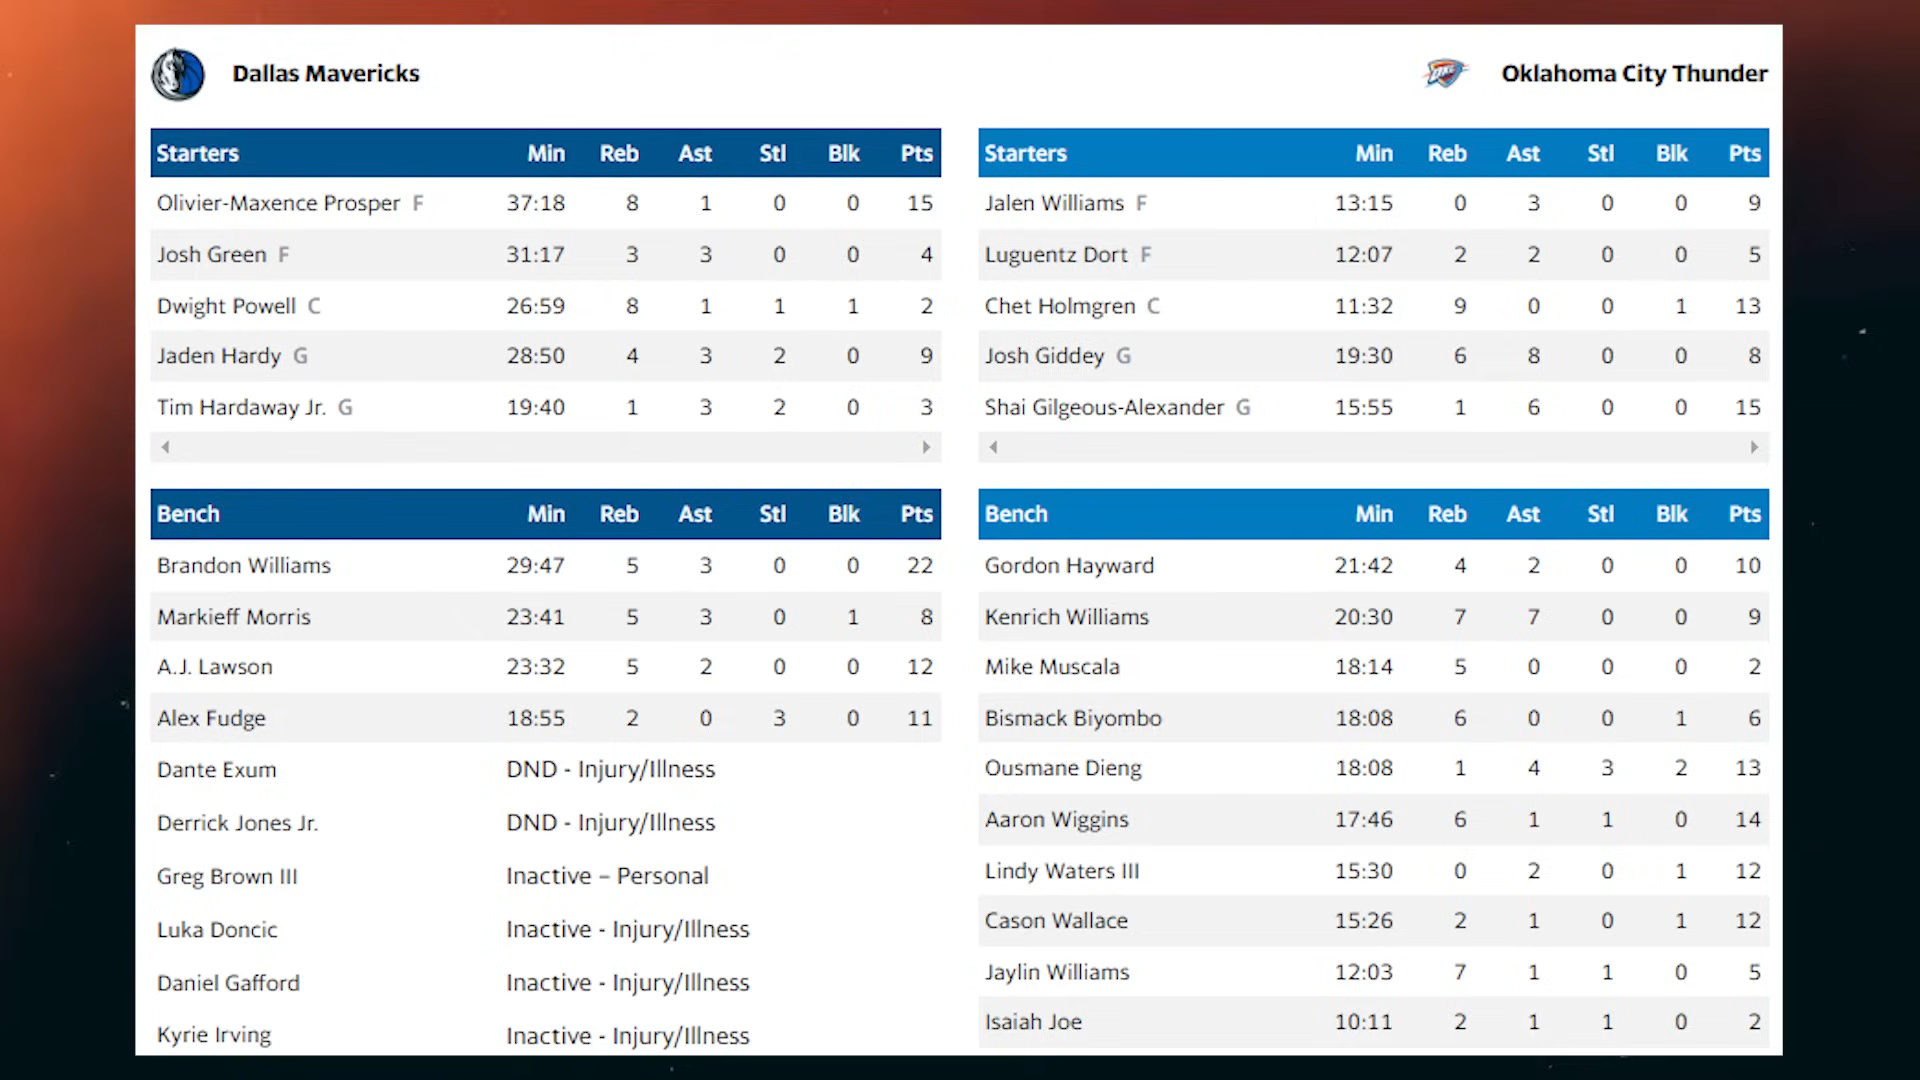 Dallas Mavericks
Starters Min Reb Ast Stl Blk Pts
Olivier-Maxence Prosper F 37:18 8 1 0 0 15
Josh Green F 31:17 3 3 0 0 4
Dwight Powell C 26:59 8 1 1 1 2
Jaden Hardy G 28:50 4 3 2 0 9
Tim Hardaway Jr. G 19:40 1 3 2 0 3
Bench Min Reb Ast Stl Blk Pts
Brandon Williams 29:47 5 3 0 0 22
Markieff Morris 23:41 5 3 0 1 8
A.J. Lawson 23:32 5 2 0 0 12
Alex Fudge 18:55 2 0 3 0 11
Dante Exum DND - Injury/Illness
Derrick Jones Jr. DND - Injury/Illness
Greg Brown III Inactive – Personal
Luka Doncic Inactive - Injury/Illness
Daniel Gafford Inactive - Injury/Illness
Kyrie Irving Inactive - Injury/Illness
OKC Oklahoma City Thunder
Starters Min Reb Ast Stl Blk Pts
Jalen Williams F 13:15 0 3 0 0 9
Luguentz Dort F 12:07 2 2 0 0 5
Chet Holmgren C 11:32 9 0 0 1 13
Josh Giddey G 19:30 6 8 0 0 8
Shai Gilgeous-Alexander G 15:55 1 6 0 0 15
Bench Min Reb Ast Stl Blk Pts
Gordon Hayward 21:42 4 2 0 0 10
Kenrich Williams 20:30 7 7 0 0 9
Mike Muscala 18:14 5 0 0 0 2
Bismack Biyombo 18:08 6 0 0 1 6
Ousmane Dieng 18:08 1 4 3 2 13
Aaron Wiggins 17:46 6 1 1 0 14
Lindy Waters III 15:30 0 2 0 1 12
Cason Wallace 15:26 2 1 0 1 12
Jaylin Williams 12:03 7 1 1 0 5
Isaiah Joe 10:11 2 1 1 0 2